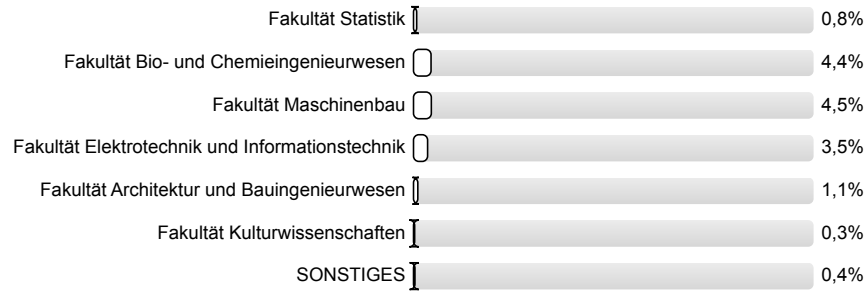 Fakultät Statistik 0,8%
Fakultät Bio- und Chemieingenieurwesen 4,4%
Fakultät Maschinenbau 4,5%
Fakultät Elektrotechnik und Informationstechnik 3,5%
Fakultät Architektur und Bauingenieurwesen 1,1%
Fakultät Kulturwissenschaften 0,3%
SONSTIGES 0,4%